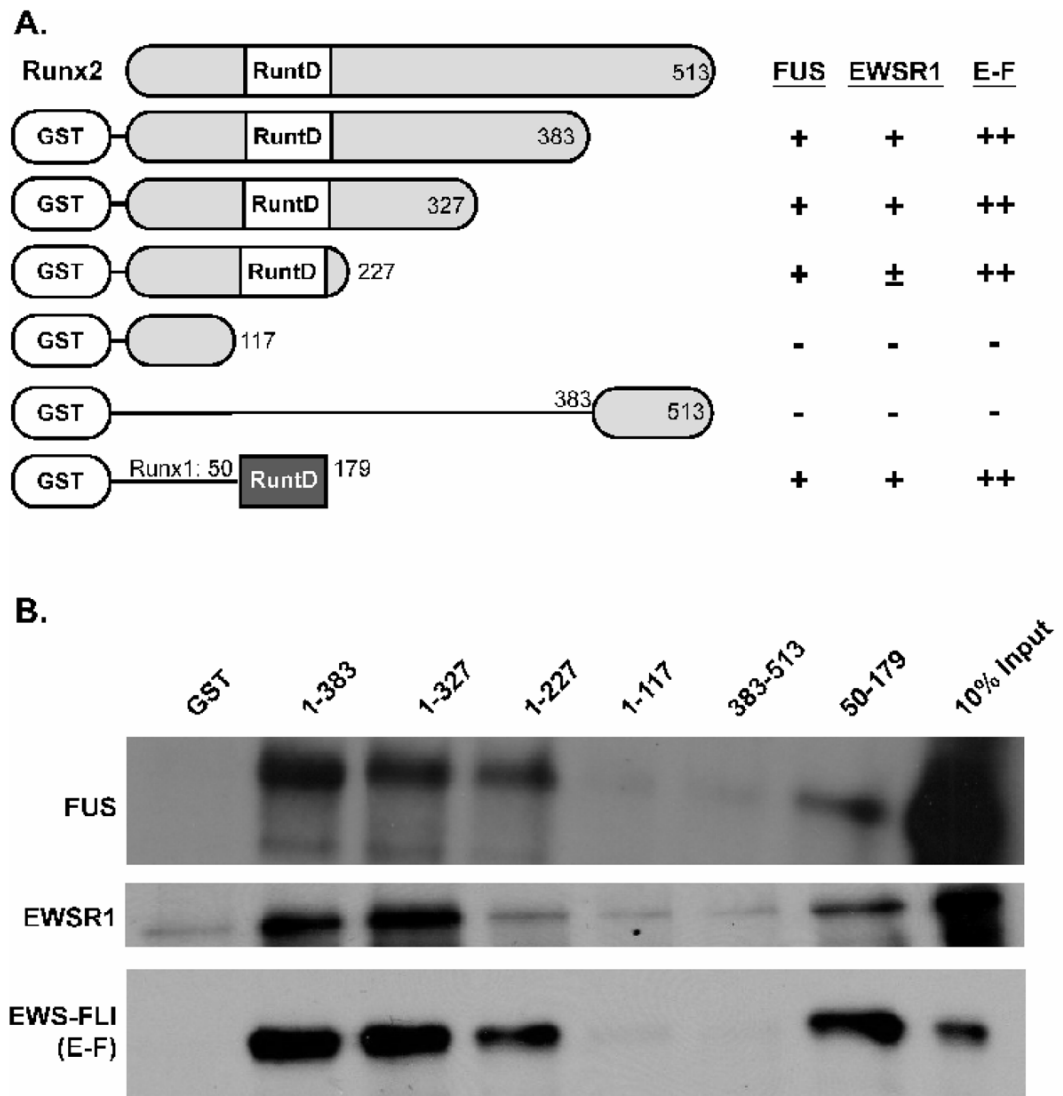 A.
Runx2 RuntD 513 FUS EWSR1 E-F
GST RuntD 383 + + ++
GST RuntD 327 + + ++
GST RuntD 227 + ± ++
GST 117 - - -
GST 383 513 - - -
GST Runx1: 50 RuntD 179 + + ++
B.
GST 1-383 1-327 1-227 1-117 383-513 50-179 10% Input
FUS
EWSR1
EWS-FLI
(E-F)